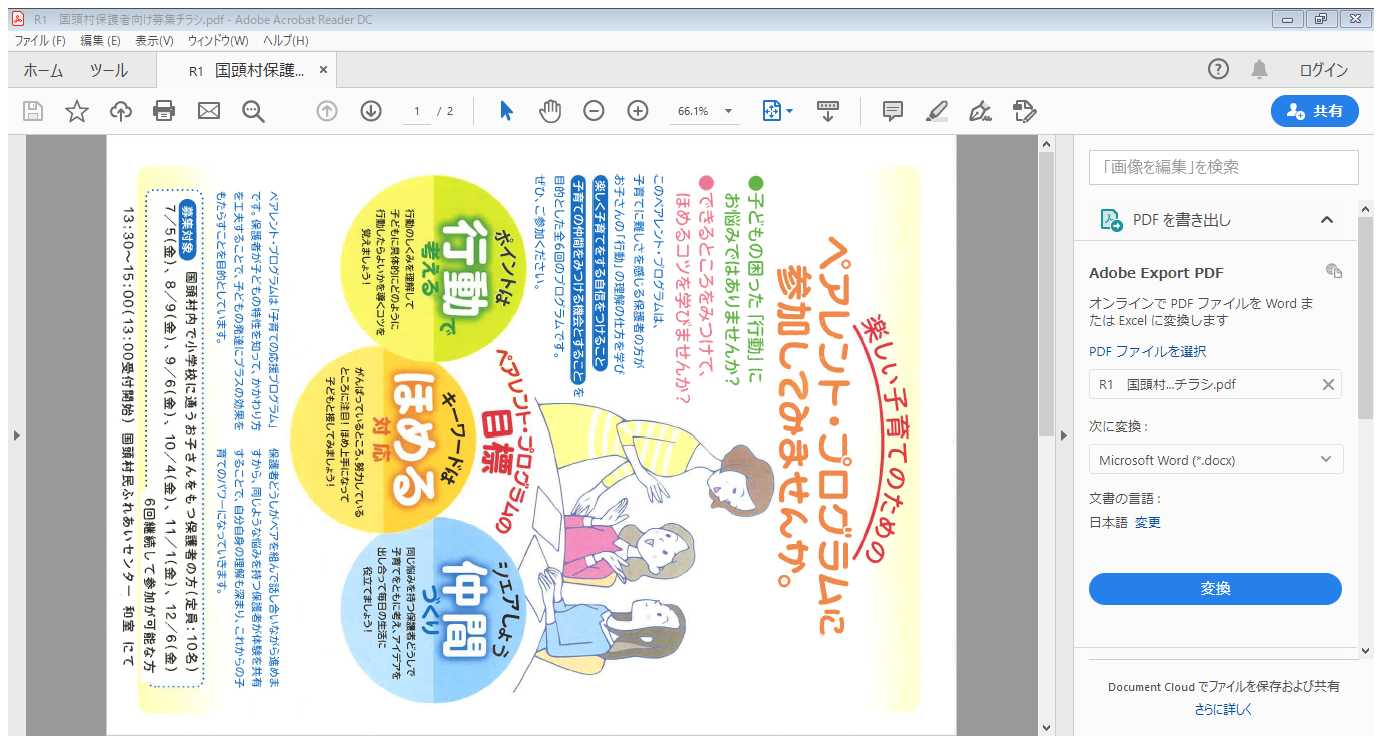 R1　国頭村保護者向け募集チラシ.pdf - Adobe Acrobat Reader DC
ファイル(F)　編集(E)　表示(V)　ウィンドウ(W)　ヘルプ(H)
ホーム　ツール　R1　国頭村保護...　×　ログイン
1 / 2　66.1%　共有
楽しい子育てのための
ペアレント・プログラムに
参加してみませんか。
●子どもの困った「行動」に
お悩みではありませんか?
●できるところをみつけて、
ほめるコツを学びませんか?
このペアレント・プログラムは、
子育てに難しさを感じる保護者の方が
お子さんの「行動」の理解の仕方を学び
楽しく子育てをする自信をつけること
子育ての仲間をみつける機会とすることを
目的とした全6回のプログラムです。
ぜひ、ご参加ください。
ペアレント・プログラムの
目標
ポイントは
行動で
考える
行動のしくみを理解して
子どもに具体的にどのように
行動したらよいかを導くコツを
覚えましょう!
キーワードは
ほめる
対応
がんばっているところ、努力している
ところに注目!ほめ上手になって
子どもと接してみましょう!
シェアしよう
仲間
づくり
同じ悩みを持つ保護者どうしで
子育てをともに考え、アイデアを
出し合って毎日の生活に
役立てましょう!
ペアレント・プログラムは「子育ての応援プログラム」
です。保護者が子どもの特性を知って、かかわり方
を工夫することで、子どもの発達にプラスの効果を
もたらすことを目的としています。
保護者どうしがペアを組んで話し合いながら進めま
すから、同じような悩みを持つ保護者が体験を共有
することで、自分自身の理解も深まり、これからの子
育てのパワーになっていきます。
募集対象　国頭村内で小学校に通うお子さんをもつ保護者の方(定員:10名)
7/5(金)、8/9(金)、9/6(金)、10/4(金)、11/1(金)、12/6(金)
6回継続して参加が可能な方
13:30~15:00(13:00受付開始) 国頭村民ふれあいセンター 和室 にて
「画像を編集」を検索
PDF を書き出し
Adobe Export PDF
オンラインで PDF ファイルを Word ま
たは Excel に変換します
PDF ファイルを選択
R1　国頭村...チラシ.pdf
次に変換 :
Microsoft Word (*.docx)
文書の言語 :
日本語 変更
変換
Document Cloud でファイルを保存および共有
さらに詳しく